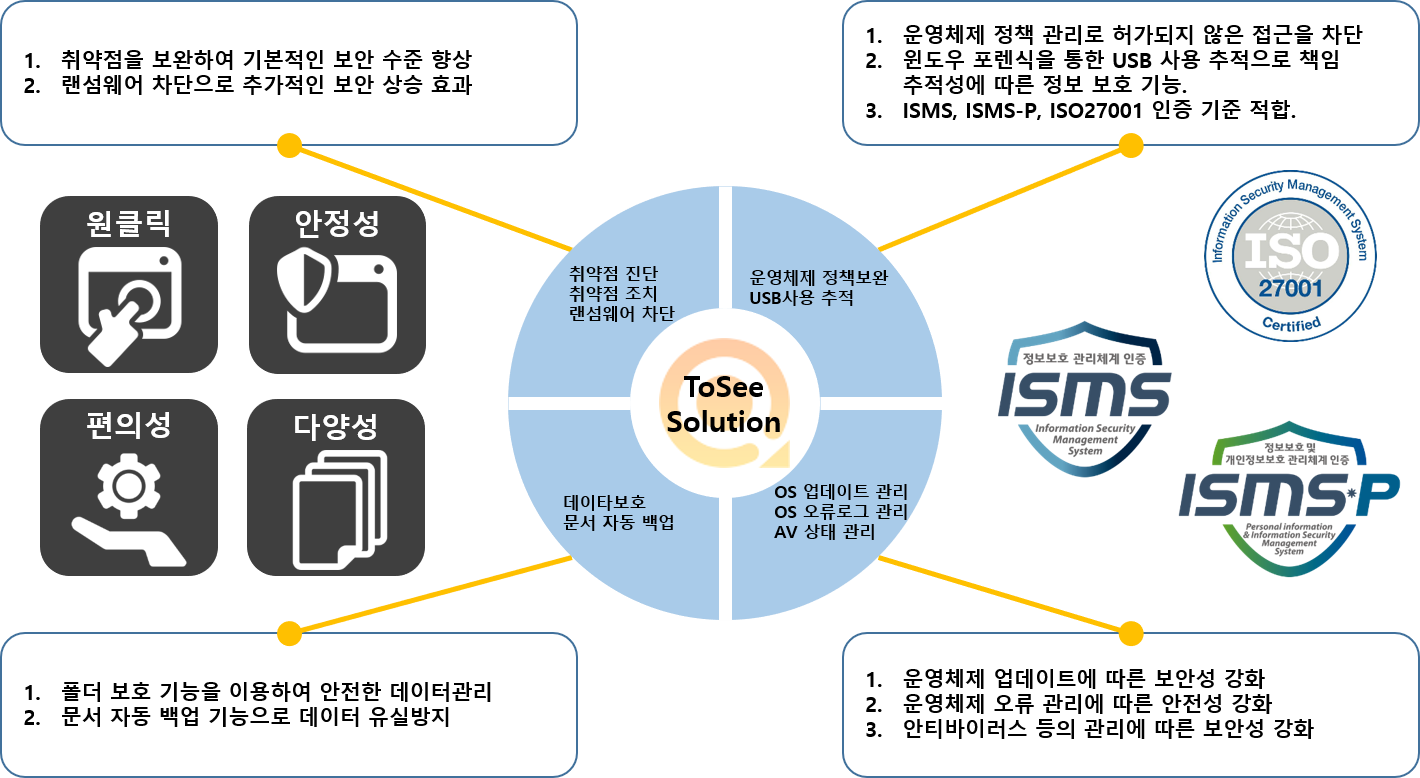 1. 취약점을 보완하여 기본적인 보안 수준 향상
2. 랜섬웨어 차단으로 추가적인 보안 상승 효과
1. 운영체제 정책 관리로 허가되지 않은 접근을 차단
2. 윈도우 포렌식을 통한 USB 사용 추적으로 책임
추적성에 따른 정보 보호 기능.
3. ISMS, ISMS-P, ISO27001 인증 기준 적합.
원클릭
안정성
편의성
다양성
취약점 진단
취약점 조치
랜섬웨어 차단
운영체제 정책보완
USB사용 추적
ToSee
Solution
데이타보호
문서 자동 백업
OS 업데이트 관리
OS 오류로그 관리
AV 상태 관리
Information Security Management System
ISO
27001
Certified
정보보호 관리체계 인증
ISMS
Information Security
Management
System
정보보호 및
개인정보보호 관리체계 인증
ISMS*P
Personal information
& Information Security
Management
System
1. 폴더 보호 기능을 이용하여 안전한 데이터관리
2. 문서 자동 백업 기능으로 데이터 유실방지
1. 운영체제 업데이트에 따른 보안성 강화
2. 운영체제 오류 관리에 따른 안전성 강화
3. 안티바이러스 등의 관리에 따른 보안성 강화